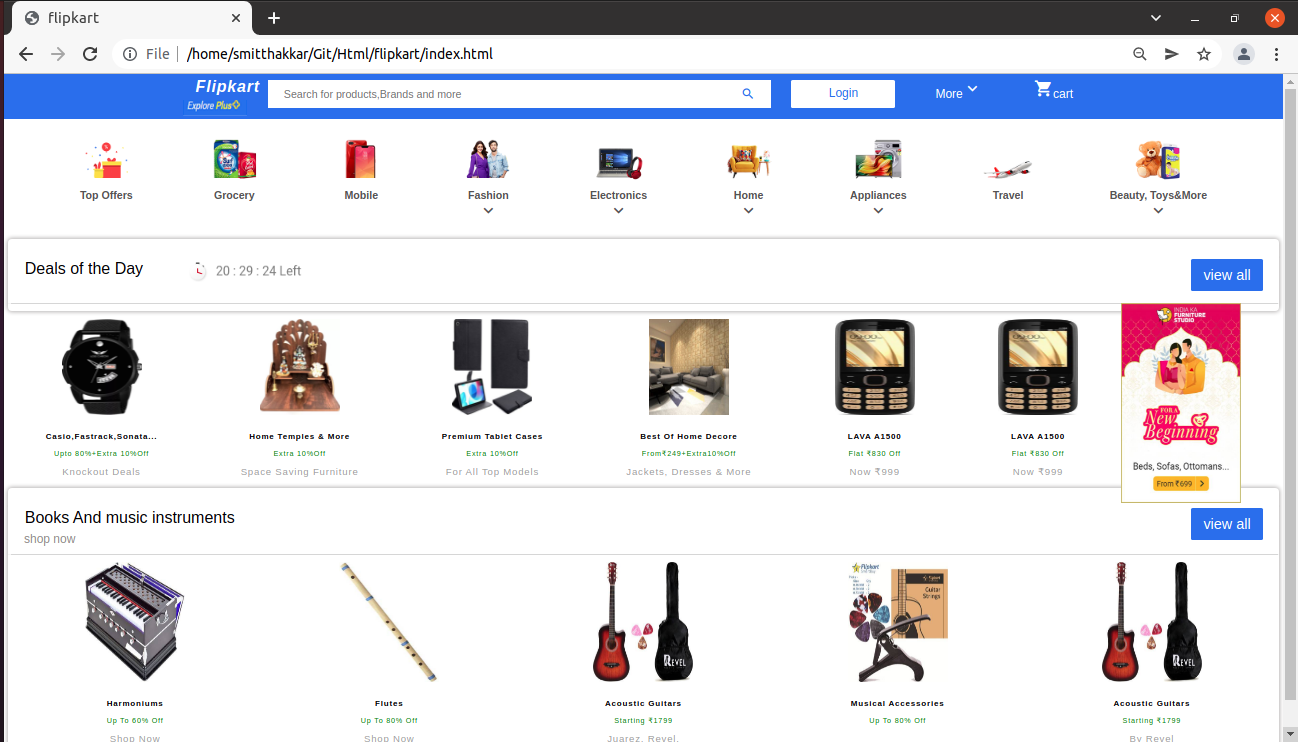 flipkart
File
/home/smitthakkar/Git/Html/flipkart/index.html
Flipkart
Explore Plus
Search for products,Brands and more
Login
More
cart
Top Offers
Grocery
Mobile
Fashion
Electronics
Home
Appliances
Travel
Beauty, Toys&More
Deals of the Day
20 : 29 : 24 Left
view all
INDIA KA
FURNITURE
STUDIO
FOR A
New
Beginning
Beds, Sofas, Ottomans...
From ₹699
Casio,Fastrack,Sonata...
Upto 80%+Extra 10%Off
Knockout Deals
Home Temples & More
Extra 10%Off
Space Saving Furniture
Premium Tablet Cases
Extra 10%Off
For All Top Models
Best Of Home Decore
From₹249+Extra10%Off
Jackets, Dresses & More
LAVA A1500
Flat ₹830 Off
Now ₹999
LAVA A1500
Flat ₹830 Off
Now ₹999
Books And music instruments
shop now
view all
REVEL
Flipkart
Guitar
Strings
REVEL
Harmoniums
Up To 60% Off
Shop Now
Flutes
Up To 80% Off
Shop Now
Acoustic Guitars
Starting ₹1799
Juarez, Revel,
Musical Accessories
Up To 80% Off
Acoustic Guitars
Starting ₹1799
By Revel